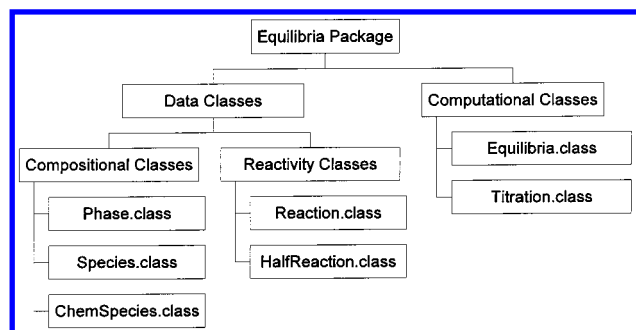 Equilibria Package
Data Classes
Computational Classes
Compositional Classes
Reactivity Classes
Equilibria.class
Phase.class
Reaction.class
Titration.class
Species.class
HalfReaction.class
ChemSpecies.class